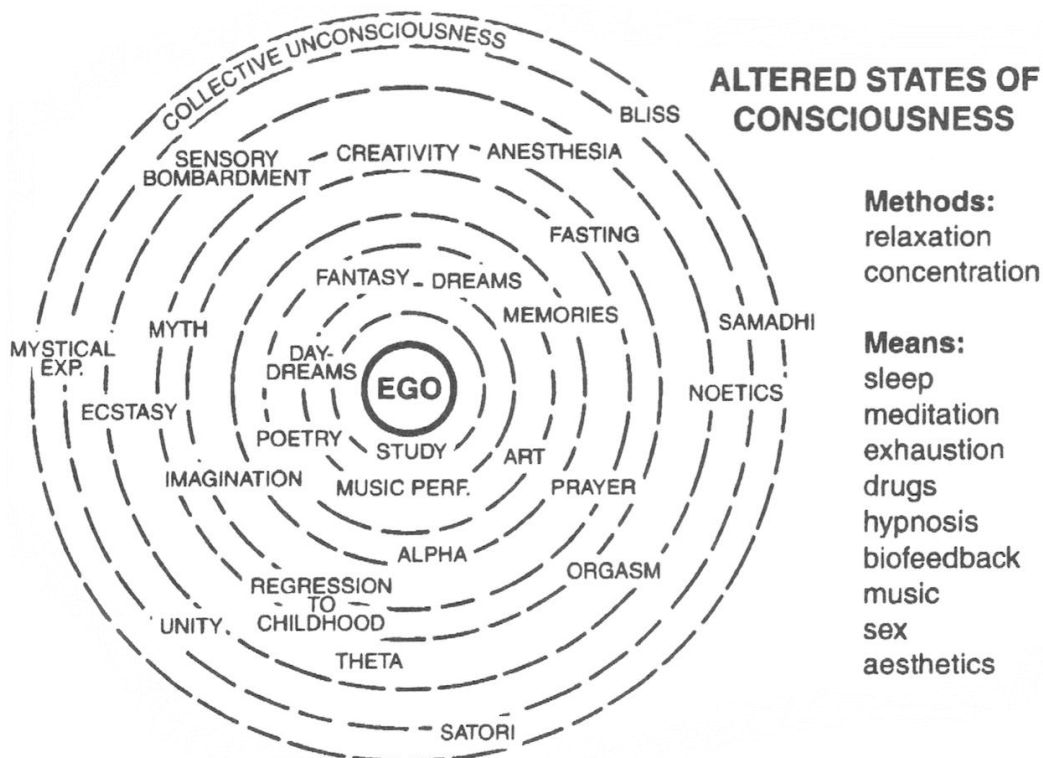 ALTERED STATES OF
CONSCIOUSNESS
COLLECTIVE UNCONSCIOUSNESS
BLISS
SENSORY
BOMBARDMENT
CREATIVITY
ANESTHESIA
FASTING
FANTASY
DREAMS
MEMORIES
SAMADHI
MYTH
MYSTICAL
EXP.
DAY-
DREAMS
EGO
NOETICS
ECSTASY
POETRY
STUDY
ART
IMAGINATION
MUSIC PERF.
PRAYER
ALPHA
ORGASM
REGRESSION
TO
CHILDHOOD
UNITY
THETA
SATORI
Methods:
relaxation
concentration
Means:
sleep
meditation
exhaustion
drugs
hypnosis
biofeedback
music
sex
aesthetics